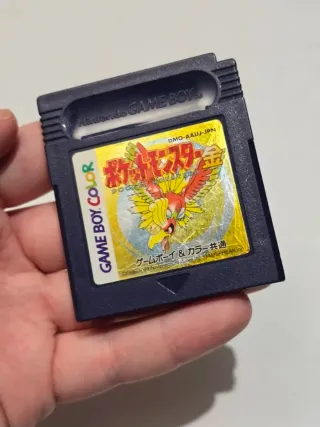 Nintendo GAME BOY
DMG-AAUJ-JPN
ポケットモンスター 金
GAME BOY COLOR
ゲームボーイ & カラー共通